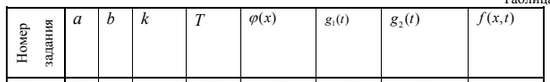 Таблица
Номер задания a b k T φ(x) g₁(t) g₂(t) f(x,t)